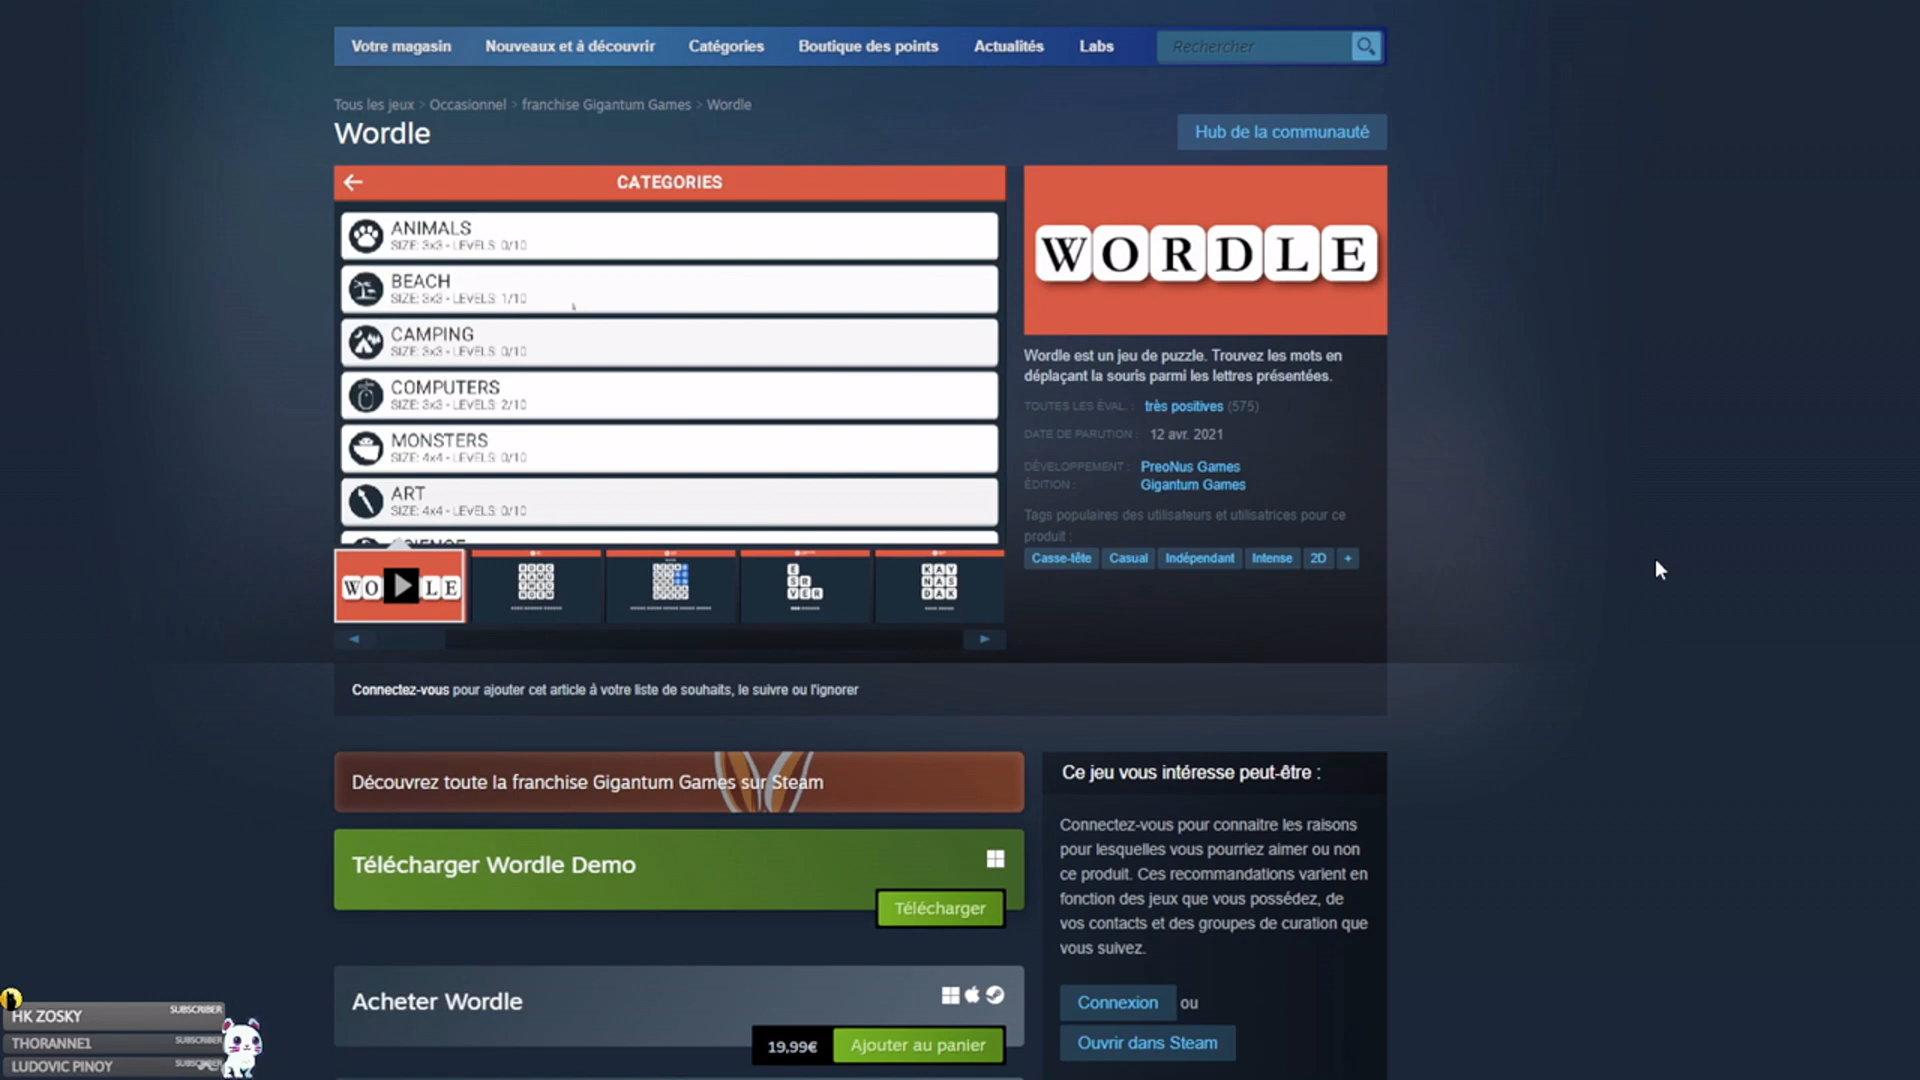 Votre magasin Nouveaux et à découvrir Catégories Boutique des points Actualités Labs Rechercher
Tous les jeux > Occasionnel > franchise Gigantum Games > Wordle
Wordle
Hub de la communauté
CATEGORIES
ANIMALS
SIZE: 3x3 - LEVELS: 0/10
BEACH
SIZE: 3x3 - LEVELS: 1/10
CAMPING
SIZE: 3x3 - LEVELS: 0/10
COMPUTERS
SIZE: 3x3 - LEVELS: 2/10
MONSTERS
SIZE: 4x4 - LEVELS: 0/10
ART
SIZE: 4x4 - LEVELS: 0/10
SCIENCE
WO LE
E
S R
V E R
K A Y
N A S
D A K
WORDLE
Wordle est un jeu de puzzle. Trouvez les mots en
déplaçant la souris parmi les lettres présentées.
TOUTES LES ÉVAL. : très positives (575)
DATE DE PARUTION : 12 avr. 2021
DÉVELOPPEMENT : PreoNus Games
ÉDITION : Gigantum Games
Tags populaires des utilisateurs et utilisatrices pour ce
produit :
Casse-tête Casual Indépendant Intense 2D +
Connectez-vous pour ajouter cet article à votre liste de souhaits, le suivre ou l'ignorer
Découvrez toute la franchise Gigantum Games sur Steam
Télécharger Wordle Demo
Télécharger
Acheter Wordle
19,99€ Ajouter au panier
Ce jeu vous intéresse peut-être :
Connectez-vous pour connaitre les raisons
pour lesquelles vous pourriez aimer ou non
ce produit. Ces recommandations varient en
fonction des jeux que vous possédez, de
vos contacts et des groupes de curation que
vous suivez.
Connexion ou
Ouvrir dans Steam
HK ZOSKY SUBSCRIBER
THORANNE1 SUBSCRIBER
LUDOVIC PINOY